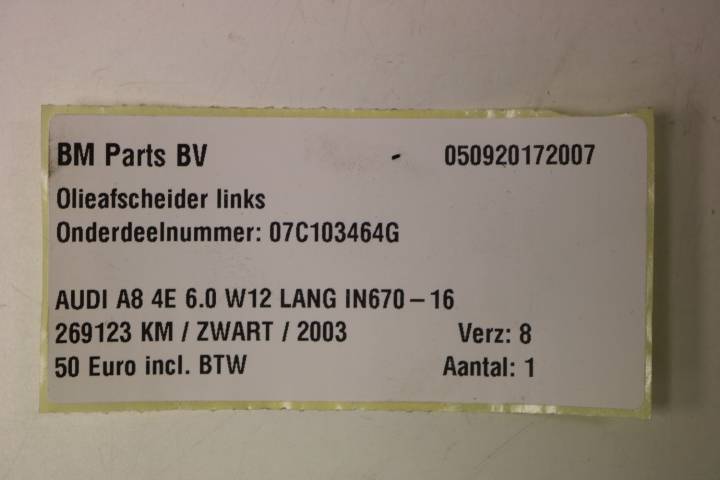 BM Parts BV - 050920172007
Olieafscheider links
Onderdeelnummer: 07C103464G
AUDI A8 4E 6.0 W12 LANG IN670-16
269123 KM / ZWART / 2003 Verz: 8
50 Euro incl. BTW Aantal: 1